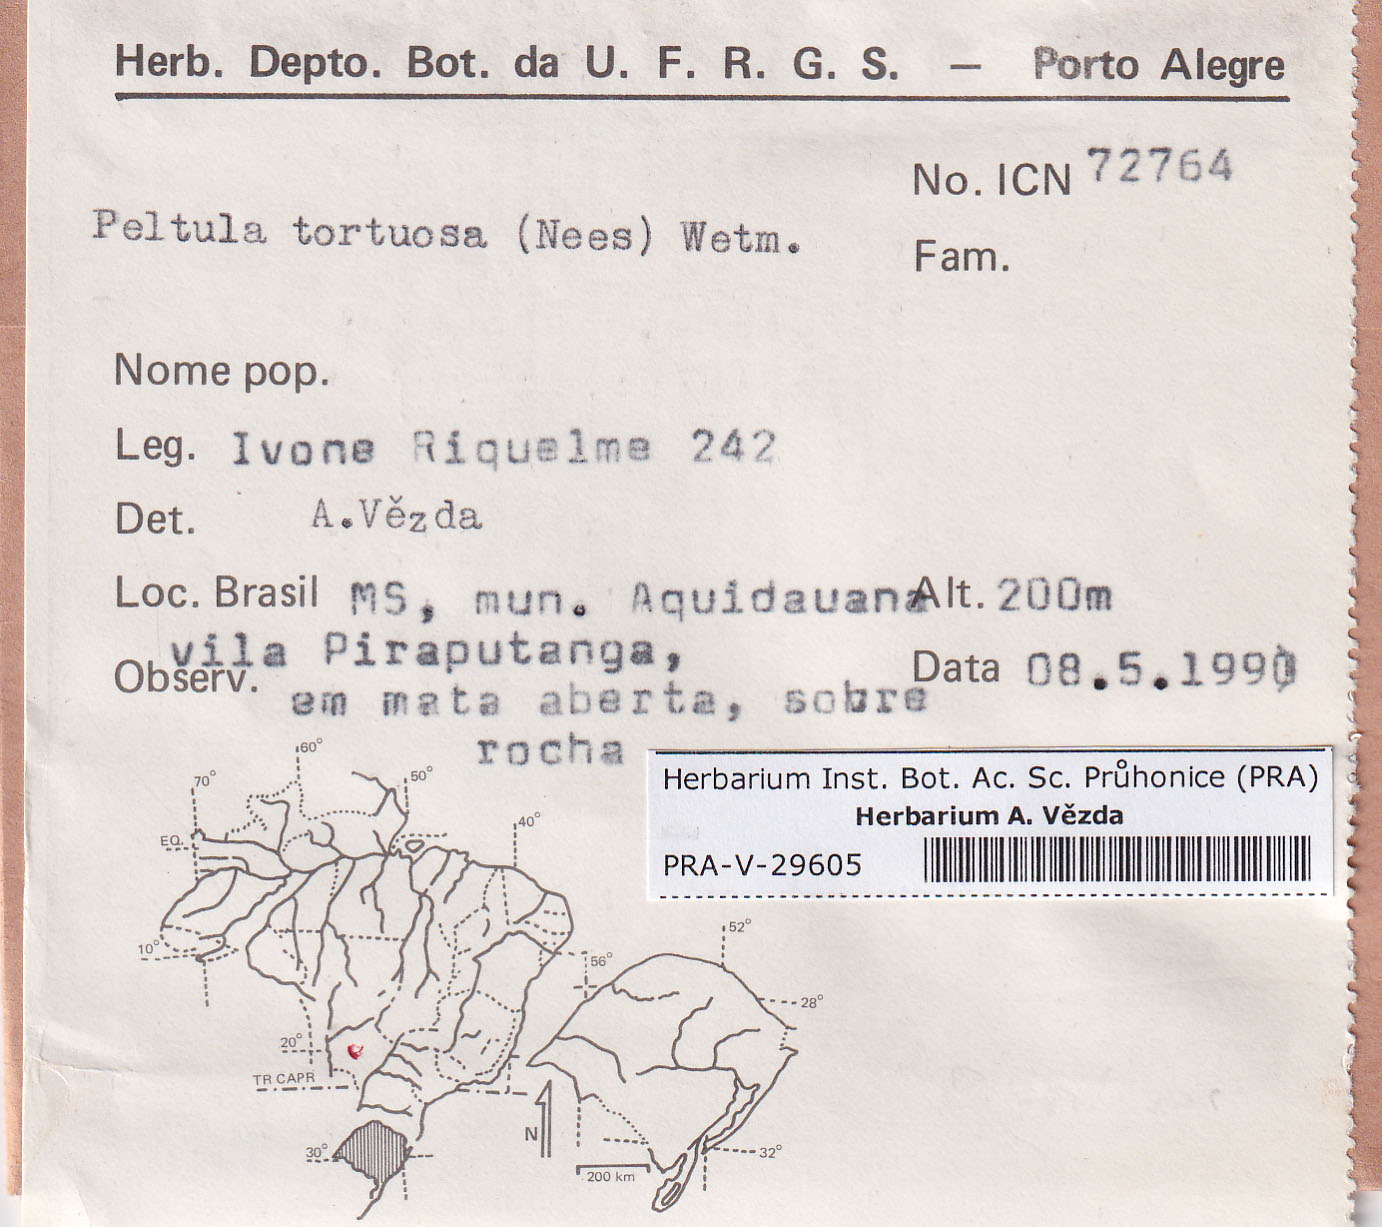 Herb. Depto. Bot. da U. F. R. G. S. — Porto Alegre
No. ICN 72764
Peltula tortuosa (Nees) Wetm.
Fam.
Nome pop.
Leg. Ivone Riquelme 242
Det. A.Vězda
Loc. Brasil MS, mun. Aquidauana Alt. 200m
vila Piraputanga,
Observ. Data 08.5.1990
em mata aberta, sobre
rocha
Herbarium Inst. Bot. Ac. Sc. Průhonice (PRA)
Herbarium A. Vězda
PRA-V-29605
60°
70°
50°
40°
EQ.
10°
52°
56°
28°
20°
TR CAPR
N
30°
32°
200 km